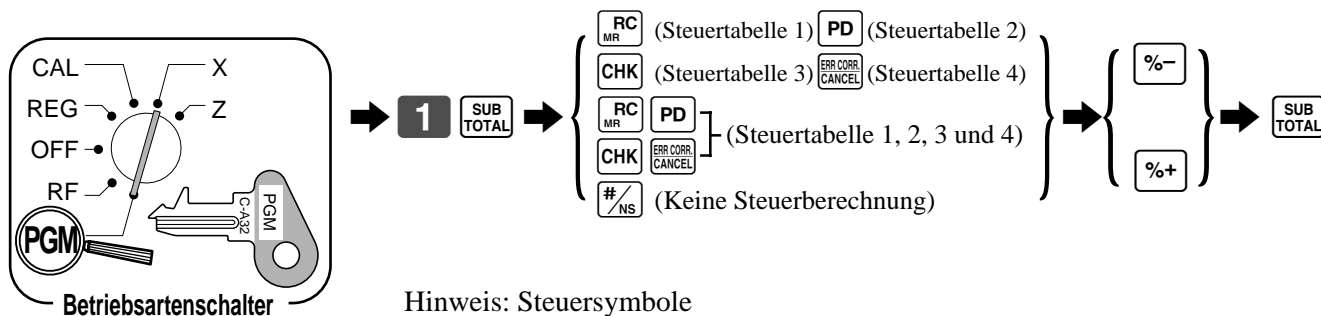 CAL X
REG Z
OFF
RF
PGM
PGM
C-A32
Betriebsartenschalter
1 SUB TOTAL
RC MR (Steuertabelle 1) PD (Steuertabelle 2)
CHK (Steuertabelle 3) ERR CORR. CANCEL (Steuertabelle 4)
RC MR PD
CHK ERR CORR. CANCEL
(Steuertabelle 1, 2, 3 und 4)
#/NS (Keine Steuerberechnung)
%−
%+
SUB TOTAL
Hinweis: Steuersymbole